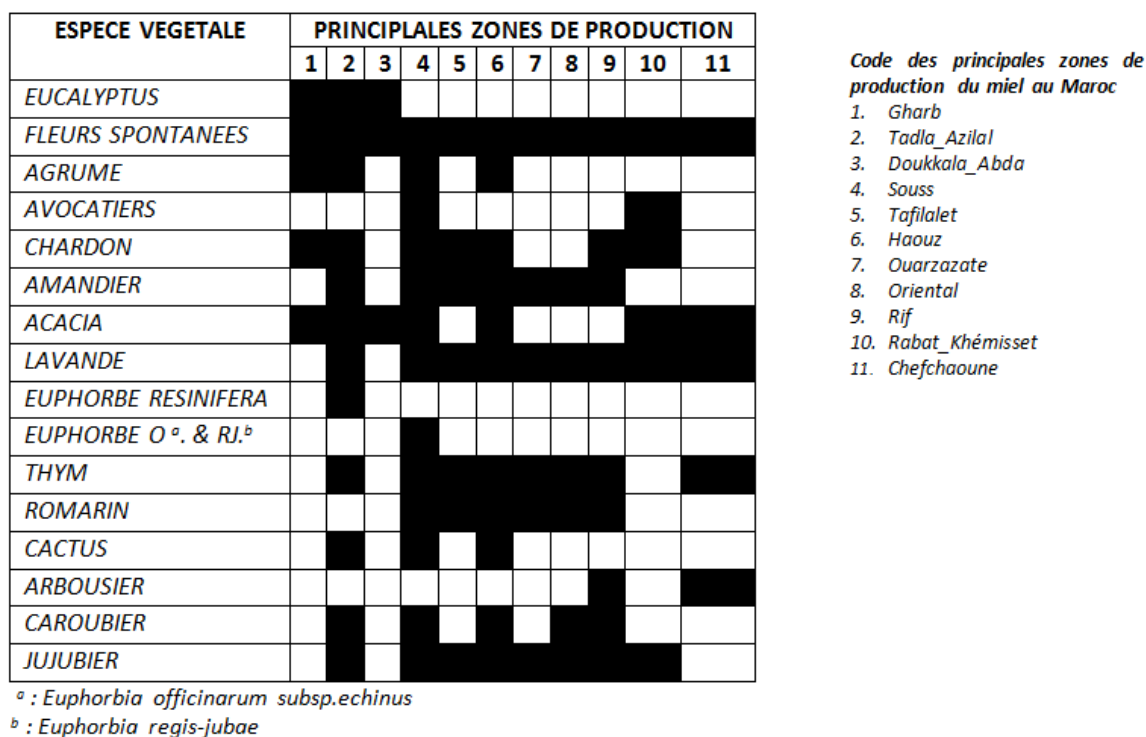 ESPECE VEGETALE
PRINCIPLALES ZONES DE PRODUCTION
1 2 3 4 5 6 7 8 9 10 11
EUCALYPTUS
FLEURS SPONTANEES
AGRUME
AVOCATIERS
CHARDON
AMANDIER
ACACIA
LAVANDE
EUPHORBE RESINIFERA
EUPHORBE O ᵃ. & RJ.ᵇ
THYM
ROMARIN
CACTUS
ARBOUSIER
CAROUBIER
JUJUBIER
ᵃ : Euphorbia officinarum subsp.echinus
ᵇ : Euphorbia regis-jubae
Code des principales zones de
production du miel au Maroc
1. Gharb
2. Tadla_Azilal
3. Doukkala_Abda
4. Souss
5. Tafilalet
6. Haouz
7. Ouarzazate
8. Oriental
9. Rif
10. Rabat_Khémisset
11. Chefchaoune